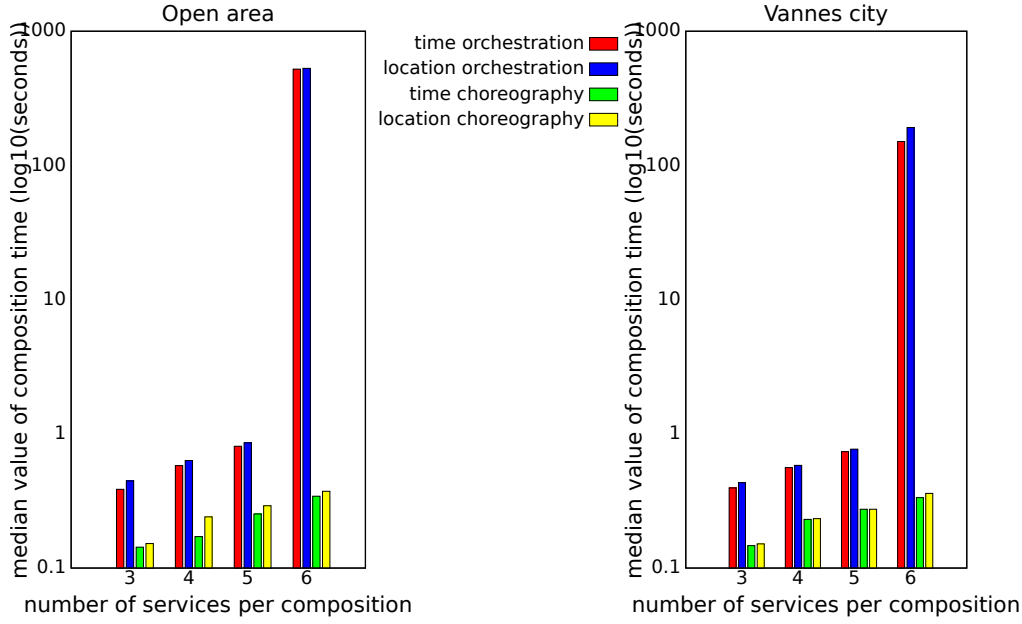 Open area
median value of composition time (log10(seconds))
1000
100
10
1
0.1
3 4 5 6
number of services per composition
time orchestration
location orchestration
time choreography
location choreography
Vannes city
median value of composition time (log10(seconds))
1000
100
10
1
0.1
3 4 5 6
number of services per composition